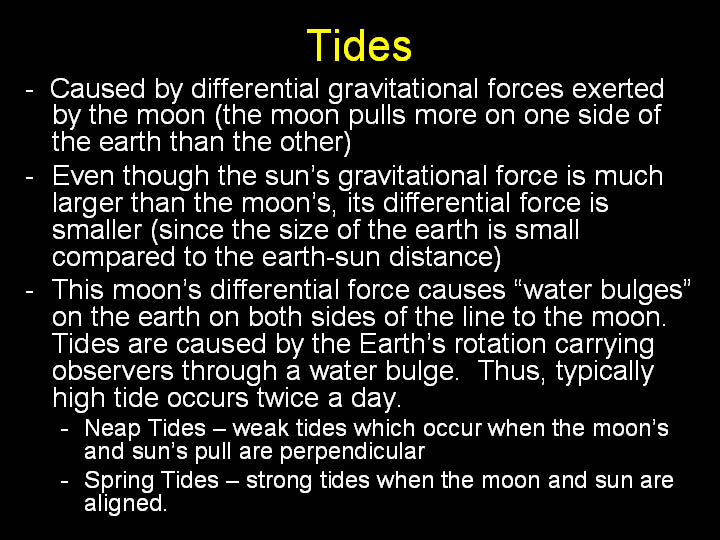 Tides
- Caused by differential gravitational forces exerted
by the moon (the moon pulls more on one side of
the earth than the other)
- Even though the sun’s gravitational force is much
larger than the moon’s, its differential force is
smaller (since the size of the earth is small
compared to the earth-sun distance)
- This moon’s differential force causes “water bulges”
on the earth on both sides of the line to the moon.
Tides are caused by the Earth’s rotation carrying
observers through a water bulge.  Thus, typically
high tide occurs twice a day.
- Neap Tides – weak tides which occur when the moon’s
and sun’s pull are perpendicular
- Spring Tides – strong tides when the moon and sun are
aligned.